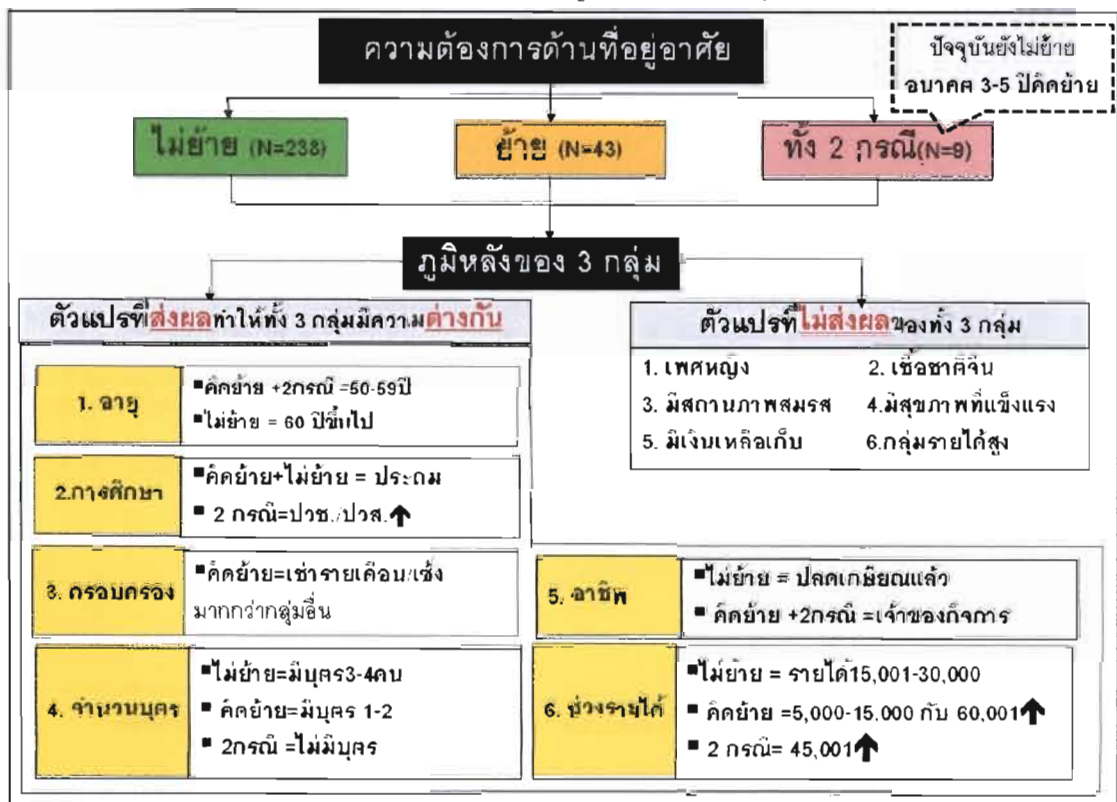 ความต้องการด้านที่อยู่อาศัย
ปัจจุบันยังไม่ย้าย
อนาคต 3-5 ปีคิดย้าย
ไม่ย้าย (N=238)
ย้าย (N=43)
ทั้ง 2 กรณี(N=9)
ภูมิหลังของ 3 กลุ่ม
ตัวแปรที่ส่งผลทำให้ทั้ง 3 กลุ่มมีความต่างกัน
1. อายุ
▪คิดย้าย +2กรณี =50-59ปี
▪ไม่ย้าย = 60 ปีขึ้นไป
2.การศึกษา
▪คิดย้าย+ไม่ย้าย = ประถม
▪ 2 กรณี=ปวช./ปวส.↑
3. กรอบครอง
▪คิดย้าย=เช่ารายเดือน/เซ้ง
มากกว่ากลุ่มอื่น
4. จำนวนบุตร
▪ไม่ย้าย=มีบุตร3-4คน
▪ คิดย้าย=มีบุตร 1-2
▪ 2กรณี =ไม่มีบุตร
ตัวแปรที่ไม่ส่งผลของทั้ง 3 กลุ่ม
1. เพศหญิง 2. เชื้อชาติจีน
3. มีสถานภาพสมรส 4.มีสุขภาพที่แข็งแรง
5. มีเงินเหลือเก็บ 6.กลุ่มรายได้สูง
5. อาชีพ
▪ไม่ย้าย = ปลดเกษียณแล้ว
▪ คิดย้าย +2กรณี =เจ้าของกิจการ
6. ช่วงรายได้
▪ไม่ย้าย = รายได้15,001-30,000
▪ คิดย้าย =5,000-15.000 กับ 60,001↑
▪ 2 กรณี= 45,001↑